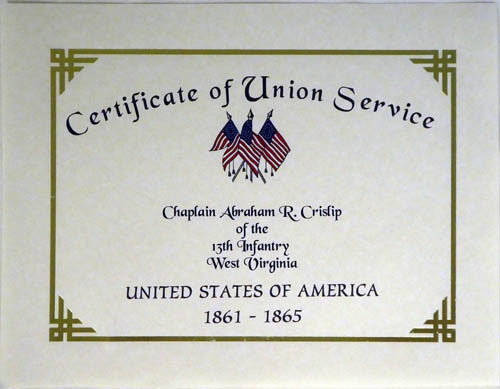 Certificate of Union Service
Chaplain Abraham R. Crislip
of the
13th Infantry
West Virginia
UNITED STATES OF AMERICA
1861 - 1865